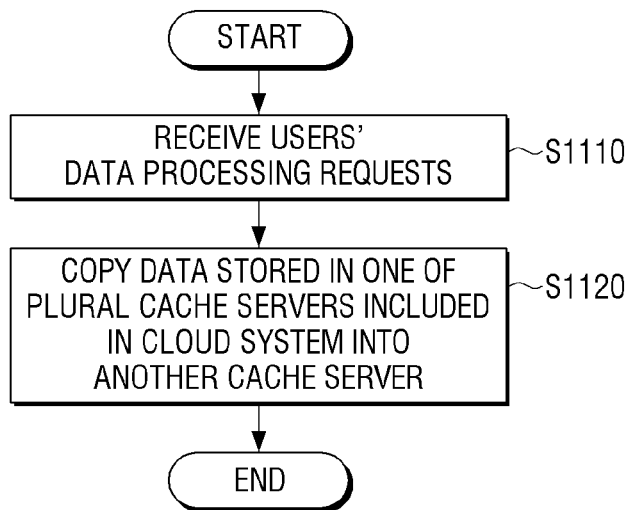 START
RECEIVE USERS'
DATA PROCESSING REQUESTS
S1110
COPY DATA STORED IN ONE OF
PLURAL CACHE SERVERS INCLUDED
IN CLOUD SYSTEM INTO
ANOTHER CACHE SERVER
S1120
END